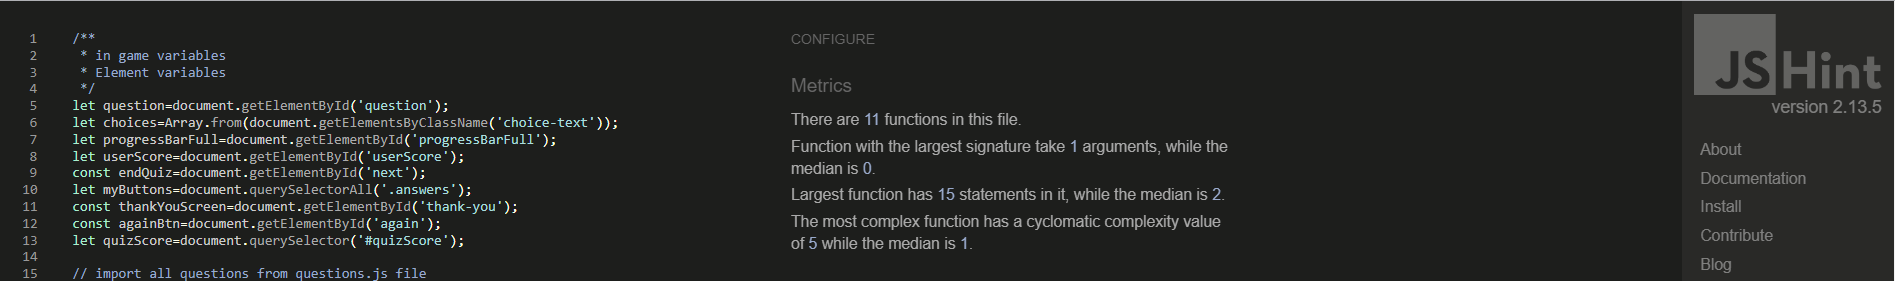 1 /**
2 * in game variables
3 * Element variables
4 */
5 let question=document.getElementById('question');
6 let choices=Array.from(document.getElementsByClassName('choice-text'));
7 let progressBarFull=document.getElementById('progressBarFull');
8 let userScore=document.getElementById('userScore');
9 const endQuiz=document.getElementById('next');
10 let myButtons=document.querySelectorAll('.answers');
11 const thankYouScreen=document.getElementById('thank-you');
12 const againBtn=document.getElementById('again');
13 let quizScore=document.querySelector('#quizScore');
14
15 // import all questions from questions.js file
CONFIGURE
Metrics
There are 11 functions in this file.
Function with the largest signature take 1 arguments, while the
median is 0.
Largest function has 15 statements in it, while the median is 2.
The most complex function has a cyclomatic complexity value
of 5 while the median is 1.
JSHint
version 2.13.5
About
Documentation
Install
Contribute
Blog